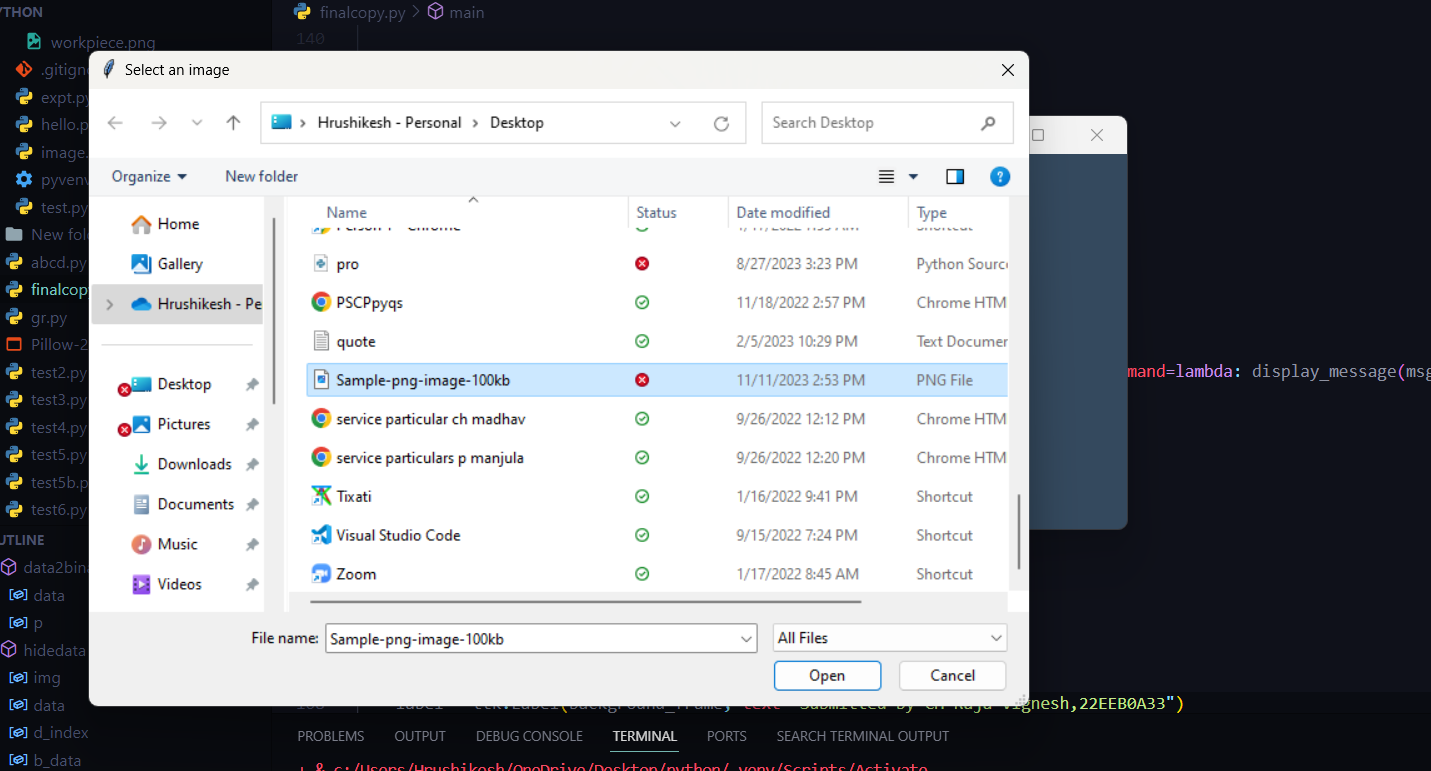 YTHON
finalcopy.py > main
140
workpiece.png
.gitign
expt.py
hello.p
image.
pyvenv
test.py
New fol
abcd.py
finalcop
gr.py
Pillow-2
test2.py
test3.py
test4.py
test5.py
test5b.p
test6.py
UTLINE
data2bina
data
p
hidedata
img
data
d_index
b_data
Select an image
Hrushikesh - Personal > Desktop
Search Desktop
Organize
New folder
Home
Gallery
Hrushikesh - Pe
Desktop
Pictures
Downloads
Documents
Music
Videos
Name Status Date modified Type
Person 1 - Chrome 1/17/2022 Shortcut
pro 8/27/2023 3:23 PM Python Sourc
PSCPpyqs 11/18/2022 2:57 PM Chrome HTM
quote 2/5/2023 10:29 PM Text Documen
Sample-png-image-100kb 11/11/2023 2:53 PM PNG File
service particular ch madhav 9/26/2022 12:12 PM Chrome HTM
service particulars p manjula 9/26/2022 12:20 PM Chrome HTM
Tixati 1/16/2022 9:41 PM Shortcut
Visual Studio Code 9/15/2022 7:24 PM Shortcut
Zoom 1/17/2022 8:45 AM Shortcut
File name: Sample-png-image-100kb All Files
Open Cancel
mand=lambda: display_message(msg
label tk.Label(background_frame, text "Submitted by CH Raja Vignesh,22EEB0A33")
PROBLEMS OUTPUT DEBUG CONSOLE TERMINAL PORTS SEARCH TERMINAL OUTPUT
& c:/Users/Hrushikesh/OneDrive/Desktop/python/.venv/Scripts/Activate